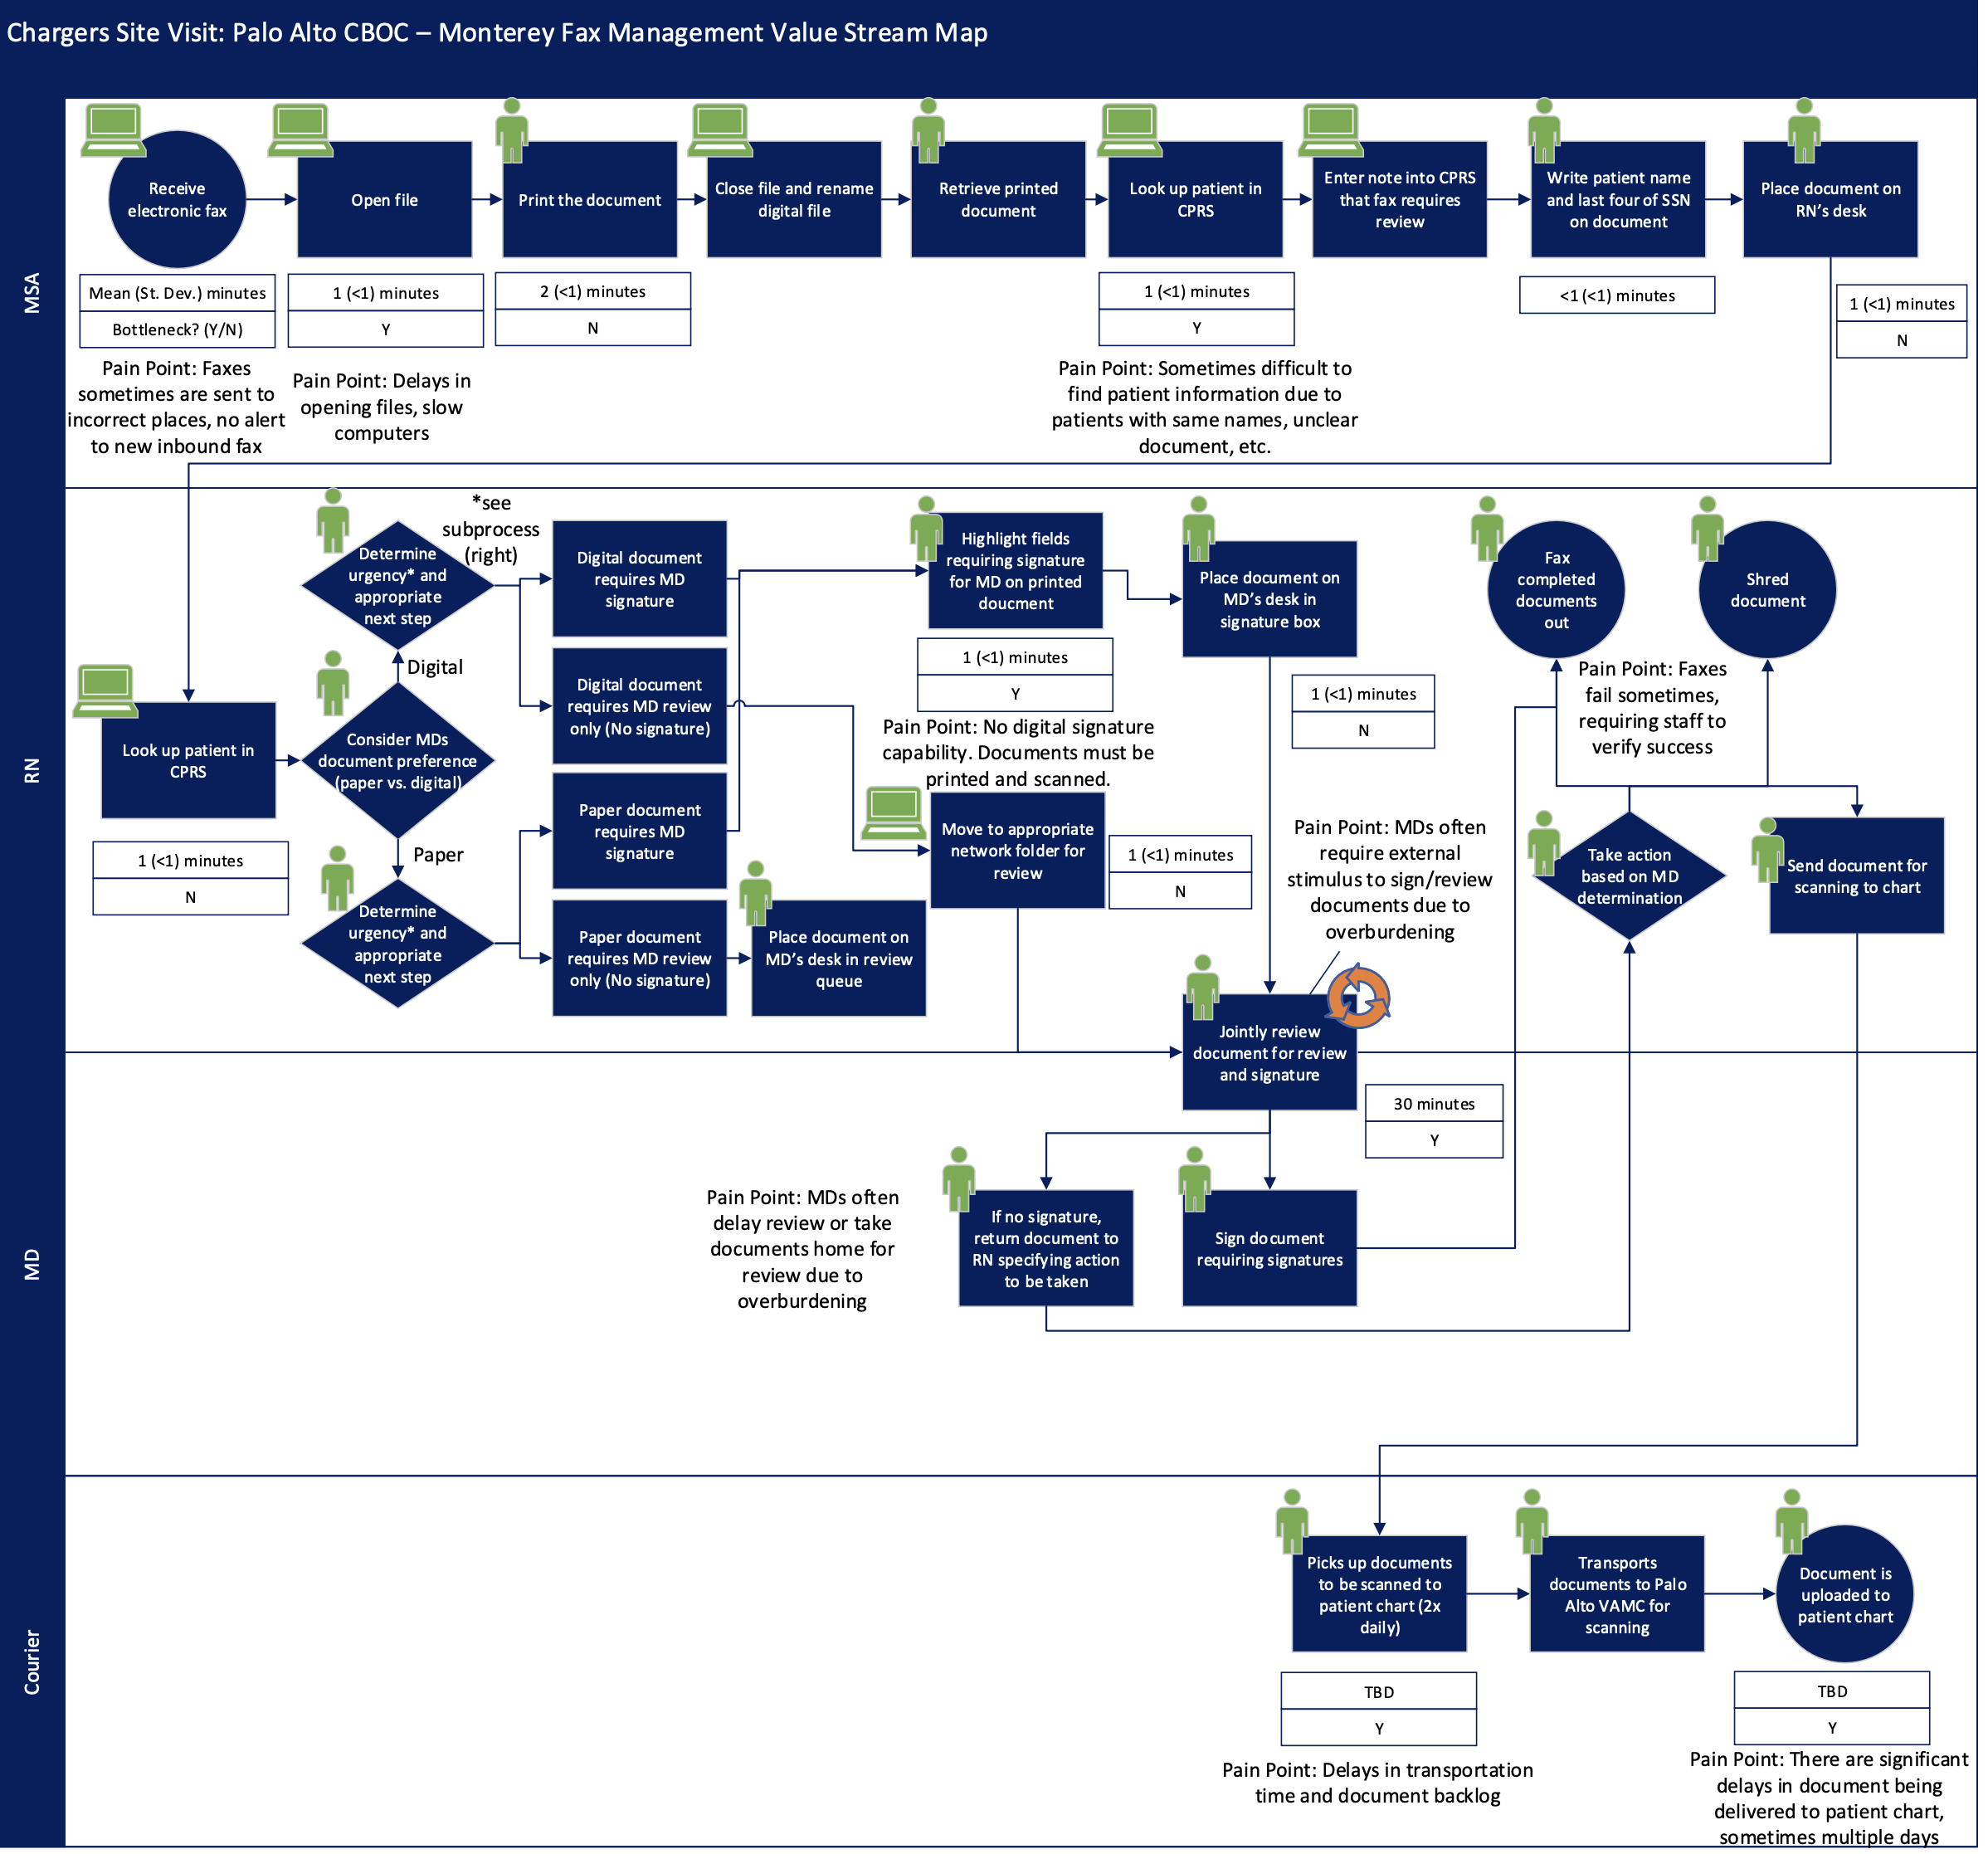 Chargers Site Visit: Palo Alto CBOC – Monterey Fax Management Value Stream Map
MSA
Receive
electronic fax
Open file
Print the document
Close file and rename
digital file
Retrieve printed
document
Look up patient in
CPRS
Enter note into CPRS
that fax requires
review
Write patient name
and last four of SSN
on document
Place document on
RN's desk
Mean (St. Dev.) minutes
Bottleneck? (Y/N)
1 (<1) minutes
Y
2 (<1) minutes
N
1 (<1) minutes
Y
<1 (<1) minutes
1 (<1) minutes
N
Pain Point: Faxes
sometimes are sent to
incorrect places, no alert
to new inbound fax
Pain Point: Delays in
opening files, slow
computers
Pain Point: Sometimes difficult to
find patient information due to
patients with same names, unclear
document, etc.
RN
Look up patient in
CPRS
1 (<1) minutes
N
Consider MDs
document preference
(paper vs. digital)
Digital
Paper
Determine
urgency* and
appropriate
next step
*see
subprocess
(right)
Determine
urgency* and
appropriate
next step
Digital document
requires MD
signature
Digital document
requires MD review
only (No signature)
Paper document
requires MD
signature
Paper document
requires MD review
only (No signature)
Place document on
MD's desk in review
queue
Highlight fields
requiring signature
for MD on printed
doucment
1 (<1) minutes
Y
Pain Point: No digital signature
capability. Documents must be
printed and scanned.
Move to appropriate
network folder for
review
1 (<1) minutes
N
Place document on
MD's desk in
signature box
1 (<1) minutes
N
Pain Point: MDs often
require external
stimulus to sign/review
documents due to
overburdening
Jointly review
document for review
and signature
30 minutes
Y
Fax
completed
documents
out
Shred
document
Pain Point: Faxes
fail sometimes,
requiring staff to
verify success
Take action
based on MD
determination
Send document for
scanning to chart
MD
Pain Point: MDs often
delay review or take
documents home for
review due to
overburdening
If no signature,
return document to
RN specifying action
to be taken
Sign document
requiring signatures
Courier
Picks up documents
to be scanned to
patient chart (2x
daily)
Transports
documents to Palo
Alto VAMC for
scanning
Document is
uploaded to
patient chart
TBD
Y
TBD
Y
Pain Point: Delays in transportation
time and document backlog
Pain Point: There are significant
delays in document being
delivered to patient chart,
sometimes multiple days